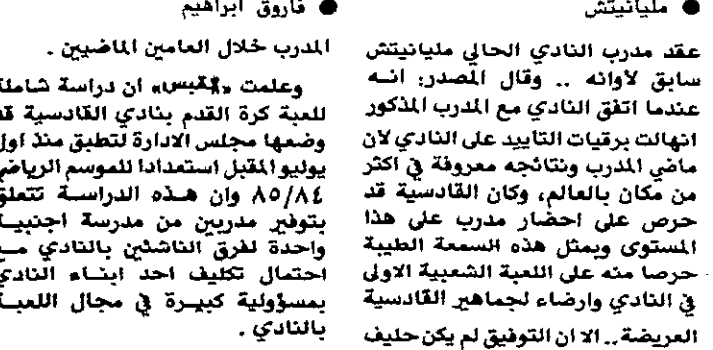 ● مليانيتش
عقد مدرب النادي الحالي مليانيتش
سابق لأوانه .. وقال المصدر: انه
عندما اتفق النادي مع المدرب المذكور
انهالت برقيات التأييد على النادي لان
ماضي المدرب ونتائجه معروفة في اكثر
من مكان بالعالم، وكان القادسية قد
حرص على احضار مدرب على هذا
المستوى وبمثل هذه السمعة الطيبة
حرصا منه على اللعبة الشعبية الاولى
في النادي وارضاء لجماهير القادسية
العريضة.. الا ان التوفيق لم يكن حليف
● فاروق ابراهيم
المدرب خلال العامين الماضيين .
وعلمت «القبس» ان دراسة شاملة
للعبة كرة القدم بنادي القادسية قد
وضعها مجلس الادارة لتطبق منذ اول
يوليو المقبل استعدادا للموسم الرياضي
٨٥/٨٤ وان هذه الدراسة تتعلق
بتوفير مدربين من مدرسة اجنبية
واحدة لفرق الناشئين بالنادي مع
احتمال تكليف احد ابناء النادي
بمسؤولية كبيرة في مجال اللعبة
بالنادي .